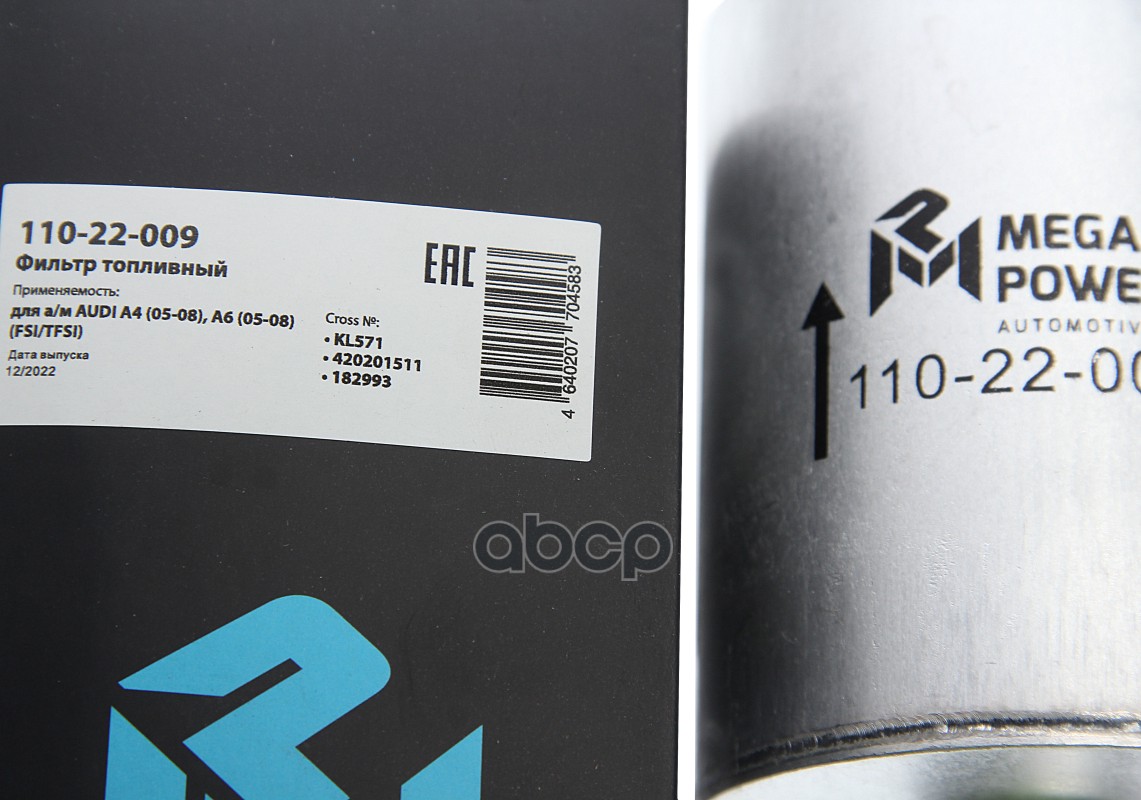 110-22-009
Фильтр топливный
Применяемость:
для а/м AUDI A4 (05-08), A6 (05-08)
(FSI/TFSI)
Дата выпуска
12/2022
Cross №:
• KL571
• 420201511
• 182993
EAC
4 640207 704583
abcp
MEGA
POWE
AUTOMOTIV
110-22-00